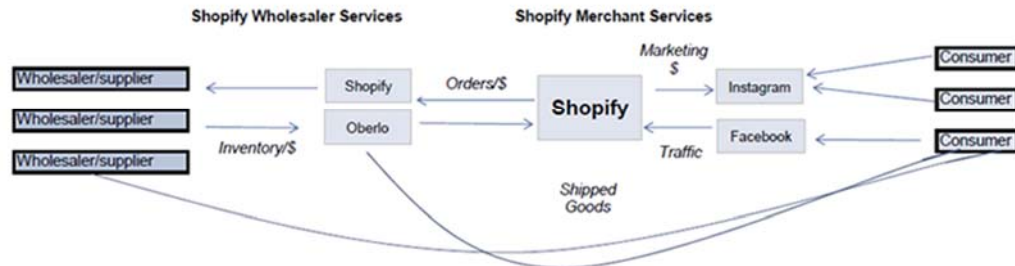 Shopify Wholesaler Services
Shopify Merchant Services
Marketing
$
Wholesaler/supplier
Shopify
Orders/$
Shopify
Instagram
Consumer
Consumer
Wholesaler/supplier
Inventory/$
Oberlo
Facebook
Traffic
Consumer
Wholesaler/supplier
Shipped
Goods